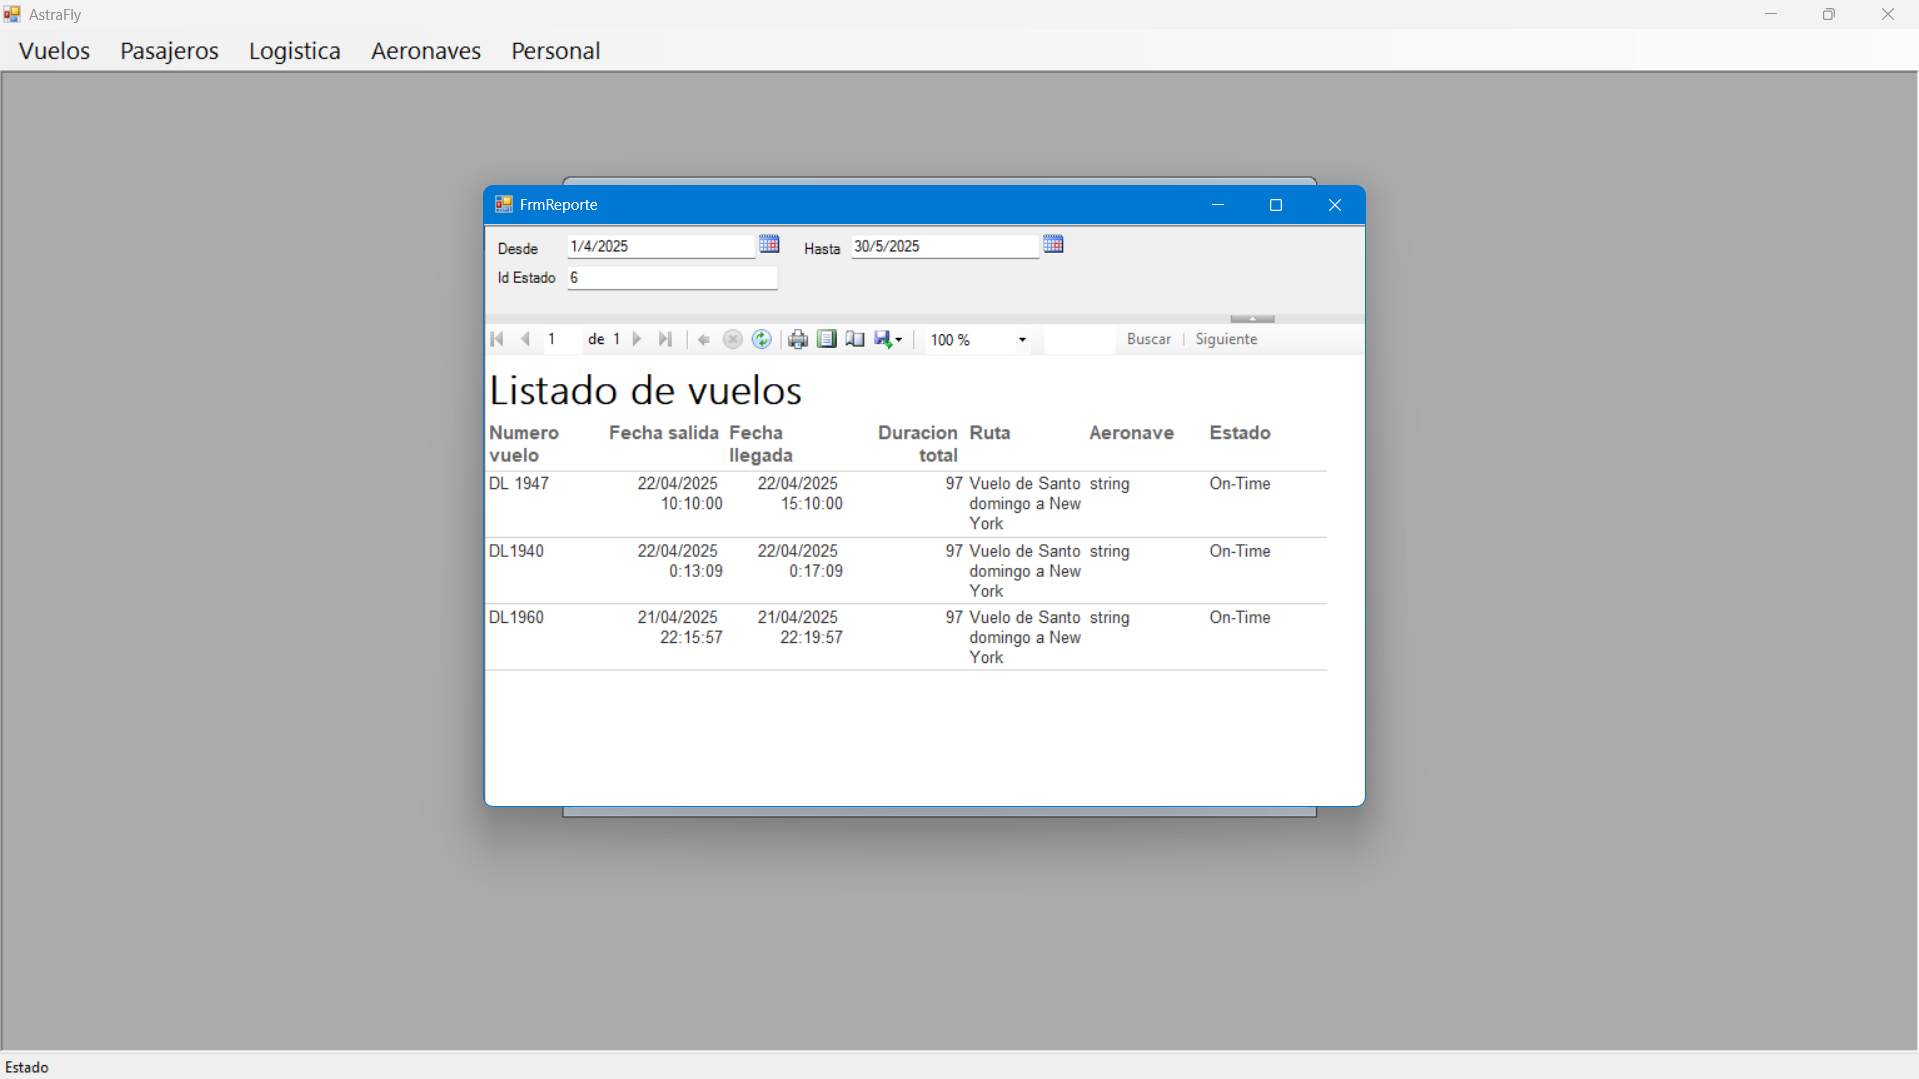 AstraFly
Vuelos Pasajeros Logistica Aeronaves Personal
FrmReporte
Desde 1/4/2025 Hasta 30/5/2025
Id Estado 6
1 de 1 100 % Buscar Siguiente
Listado de vuelos
Numero Fecha salida Fecha Duracion Ruta Aeronave Estado
vuelo llegada total
DL 1947 22/04/2025 22/04/2025 97 Vuelo de Santo string On-Time
10:10:00 15:10:00 domingo a New
York
DL1940 22/04/2025 22/04/2025 97 Vuelo de Santo string On-Time
0:13:09 0:17:09 domingo a New
York
DL1960 21/04/2025 21/04/2025 97 Vuelo de Santo string On-Time
22:15:57 22:19:57 domingo a New
York
Estado